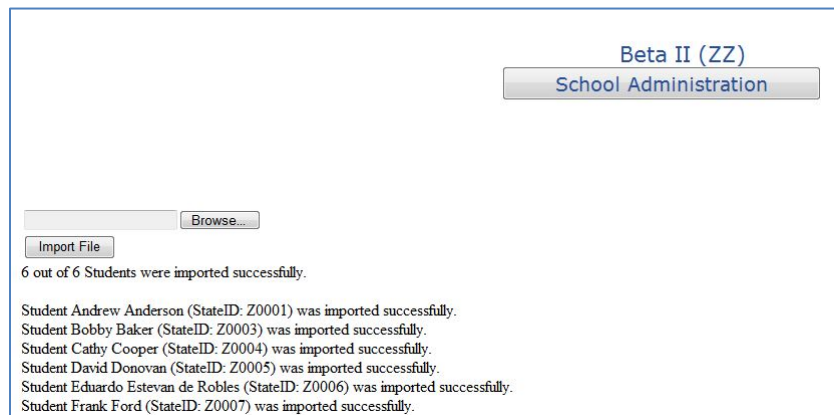 Beta II (ZZ)
School Administration
Browse...
Import File
6 out of 6 Students were imported successfully.
Student Andrew Anderson (StateID: Z0001) was imported successfully.
Student Bobby Baker (StateID: Z0003) was imported successfully.
Student Cathy Cooper (StateID: Z0004) was imported successfully.
Student David Donovan (StateID: Z0005) was imported successfully.
Student Eduardo Estevan de Robles (StateID: Z0006) was imported successfully.
Student Frank Ford (StateID: Z0007) was imported successfully.